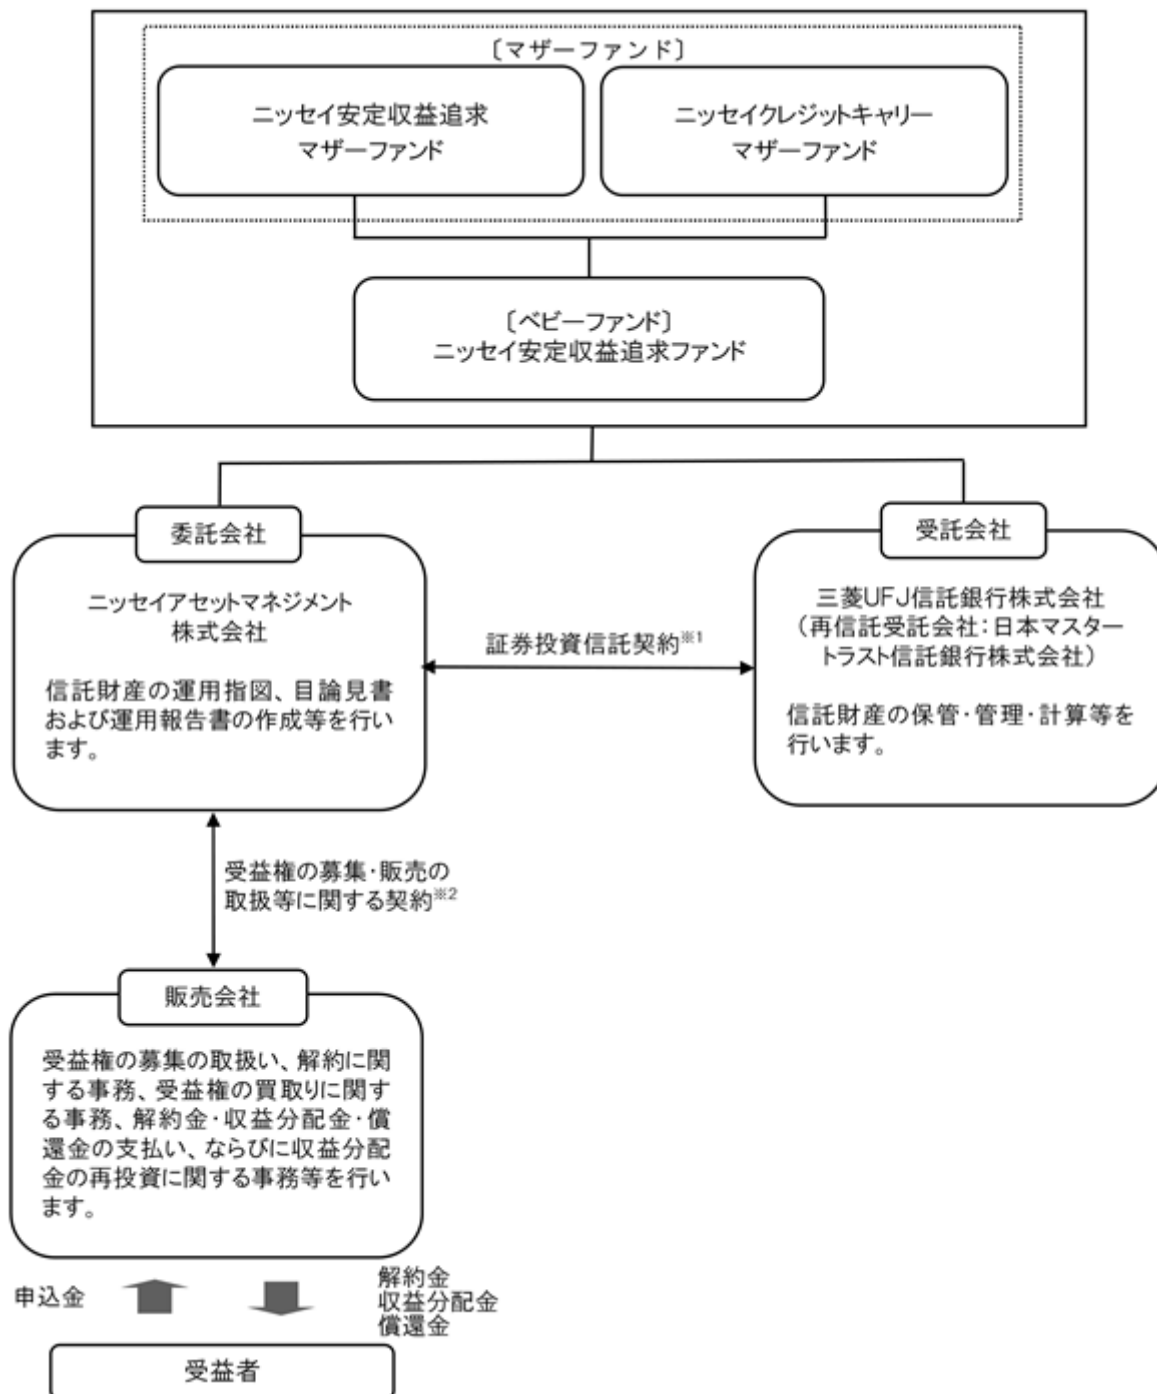 〔マザーファンド〕
ニッセイ安定収益追求
マザーファンド
ニッセイクレジットキャリー
マザーファンド
〔ベビーファンド〕
ニッセイ安定収益追求ファンド
委託会社
ニッセイアセットマネジメント
株式会社
信託財産の運用指図、目論見書
および運用報告書の作成等を行い
ます。
証券投資信託契約※1
受託会社
三菱UFJ信託銀行株式会社
(再信託受託会社:日本マスター
トラスト信託銀行株式会社)
信託財産の保管・管理・計算等を
行います。
受益権の募集・販売の
取扱等に関する契約※2
販売会社
受益権の募集の取扱い、解約に関
する事務、受益権の買取りに関す
る事務、解約金・収益分配金・償
還金の支払い、ならびに収益分配
金の再投資に関する事務等を行い
ます。
申込金
解約金
収益分配金
償還金
受益者